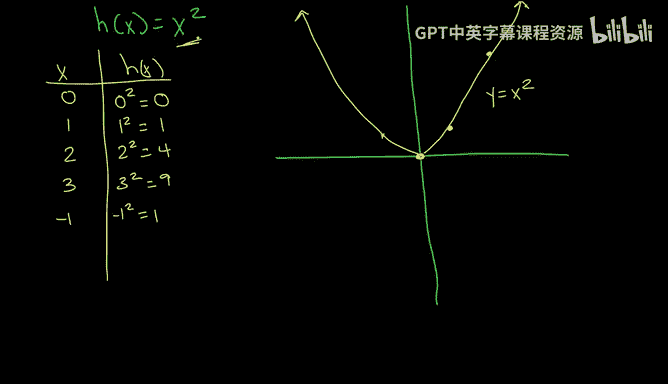 h(x) = x²
GPT中英字幕课程资源 bilibili
x h(x)
0 0² = 0
1 1² = 1
2 2² = 4
3 3² = 9
-1 -1² = 1
y = x²